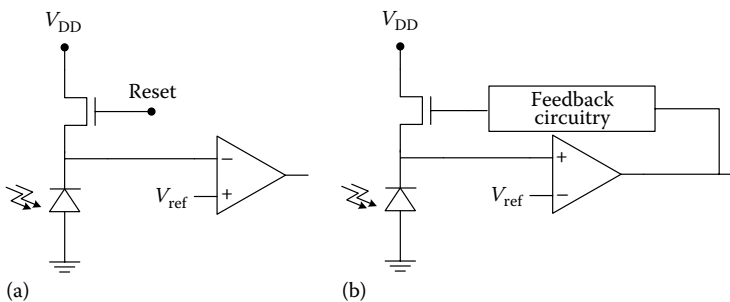 V_DD
Reset
−
V_ref
+
(a)
V_DD
Feedback
circuitry
+
V_ref
−
(b)